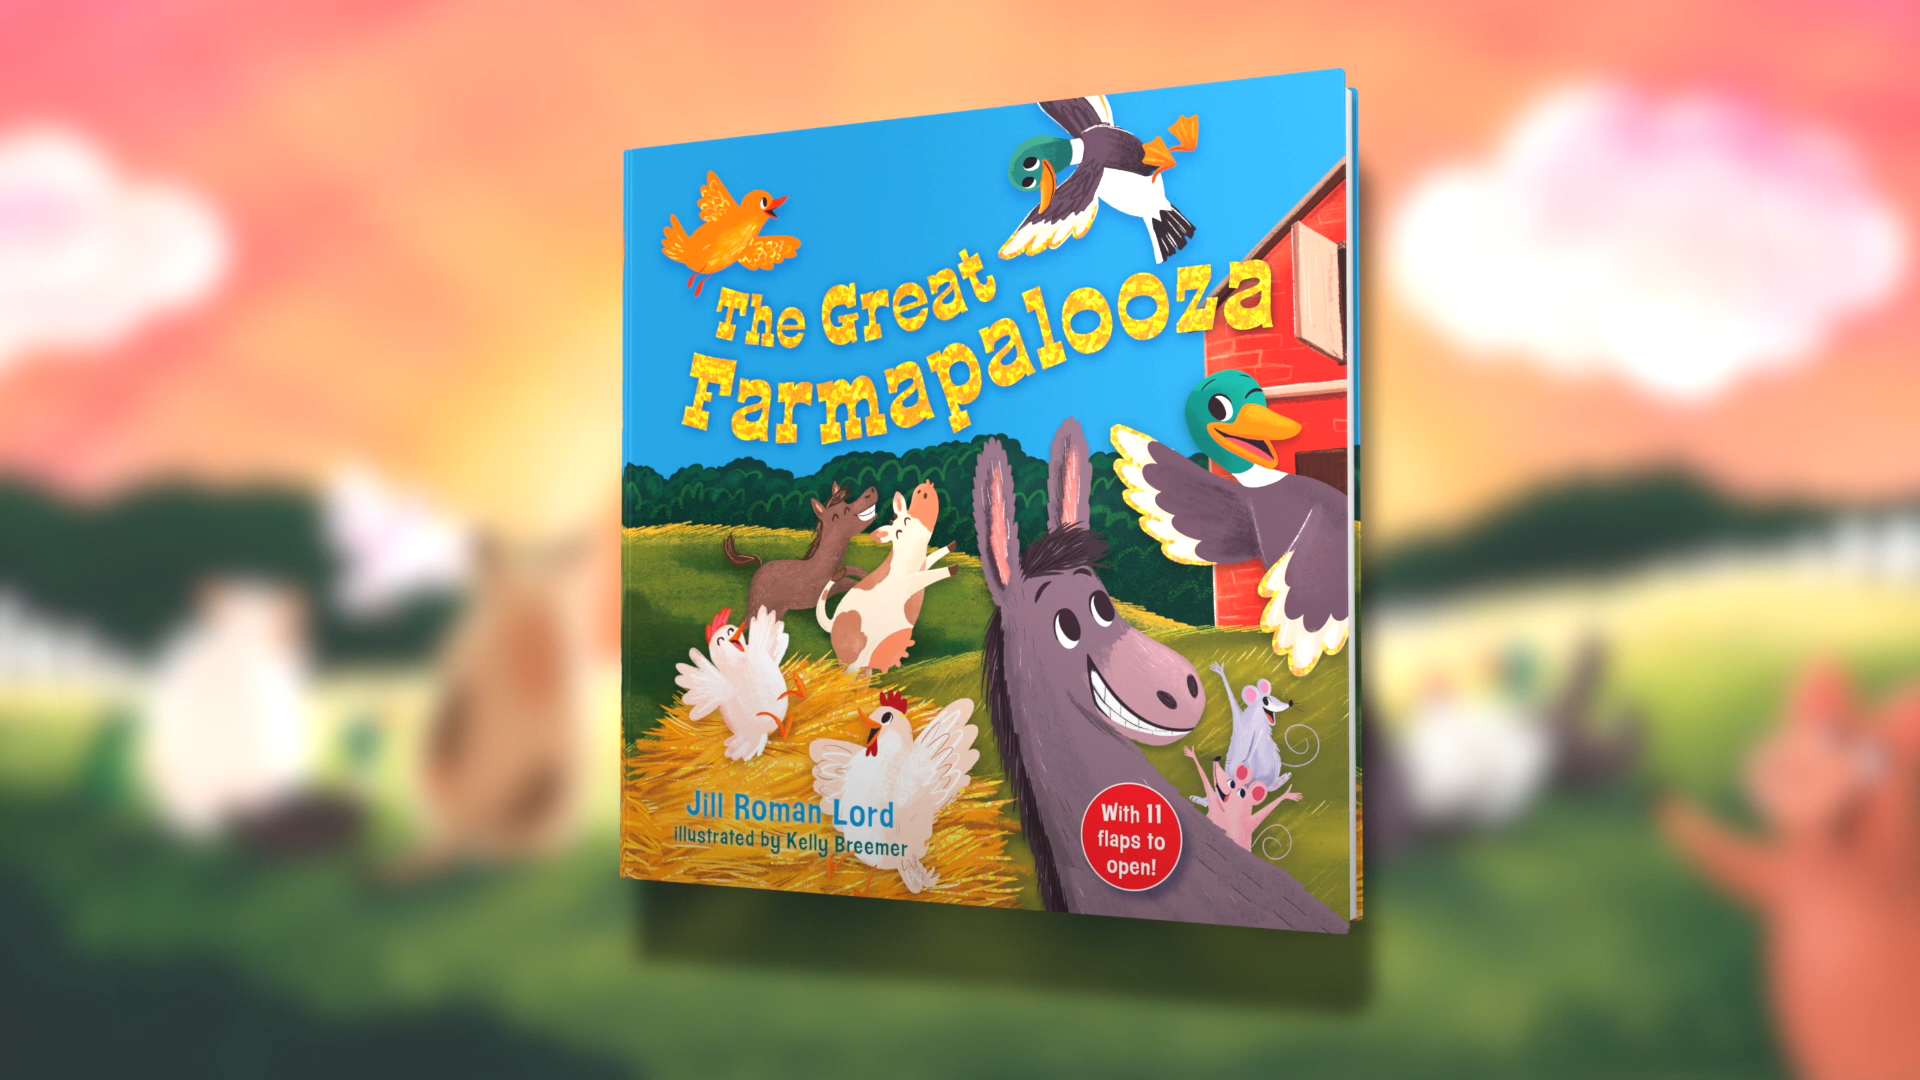 The Great
Farmapalooza
Jill Roman Lord
illustrated by Kelly Breemer
With 11
flaps to
open!